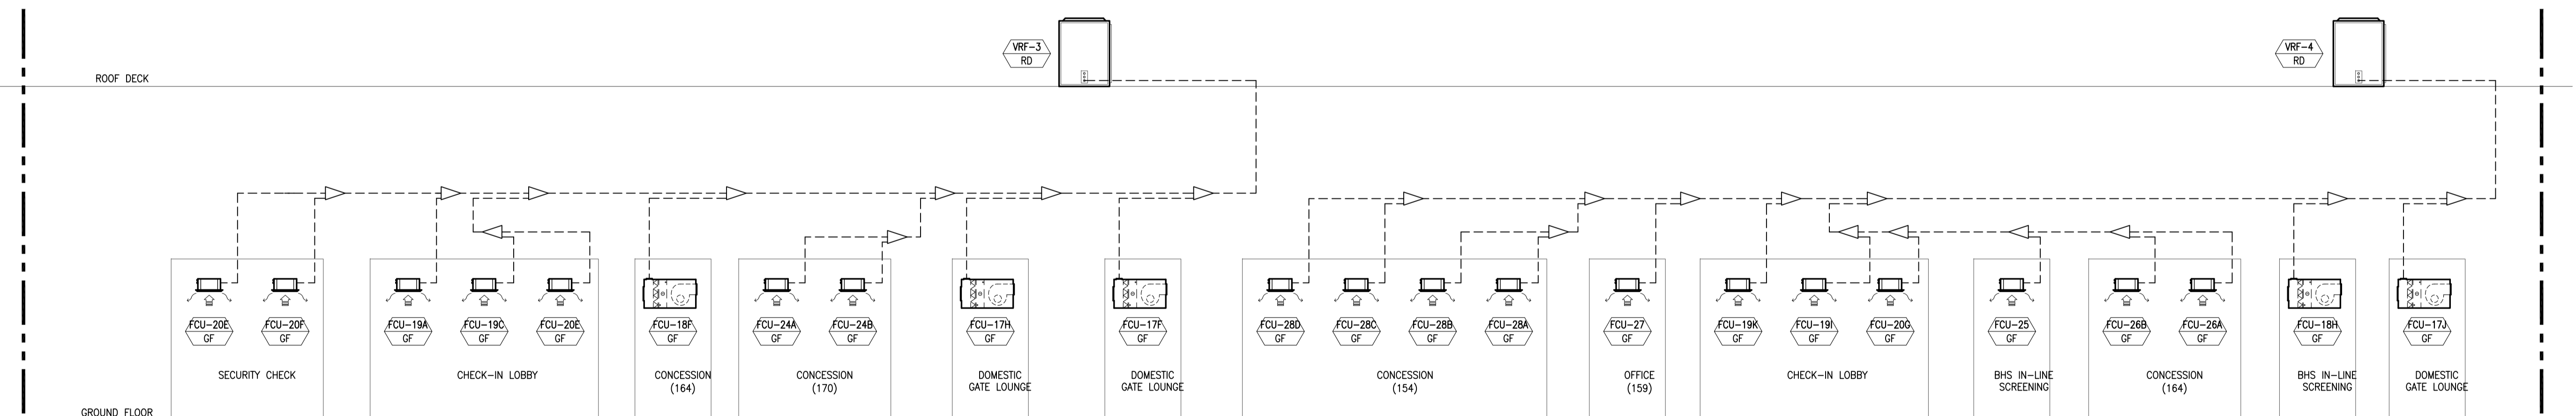 VRF-3
RD
VRF-4
RD
ROOF DECK
FCU-20E
GF
FCU-20F
GF
FCU-19A
GF
FCU-19C
GF
FCU-20E
GF
FCU-18F
GF
FCU-24A
GF
FCU-24B
GF
FCU-17H
GF
FCU-17F
GF
FCU-28D
GF
FCU-28C
GF
FCU-28B
GF
FCU-28A
GF
FCU-27
GF
FCU-19K
GF
FCU-19I
GF
FCU-20G
GF
FCU-25
GF
FCU-26B
GF
FCU-26A
GF
FCU-18H
GF
FCU-17J
GF
SECURITY CHECK
CHECK-IN LOBBY
CONCESSION
(164)
CONCESSION
(170)
DOMESTIC
GATE LOUNGE
DOMESTIC
GATE LOUNGE
CONCESSION
(154)
OFFICE
(159)
CHECK-IN LOBBY
BHS IN-LINE
SCREENING
CONCESSION
(164)
BHS IN-LINE
SCREENING
DOMESTIC
GATE LOUNGE
GROUND FLOOR